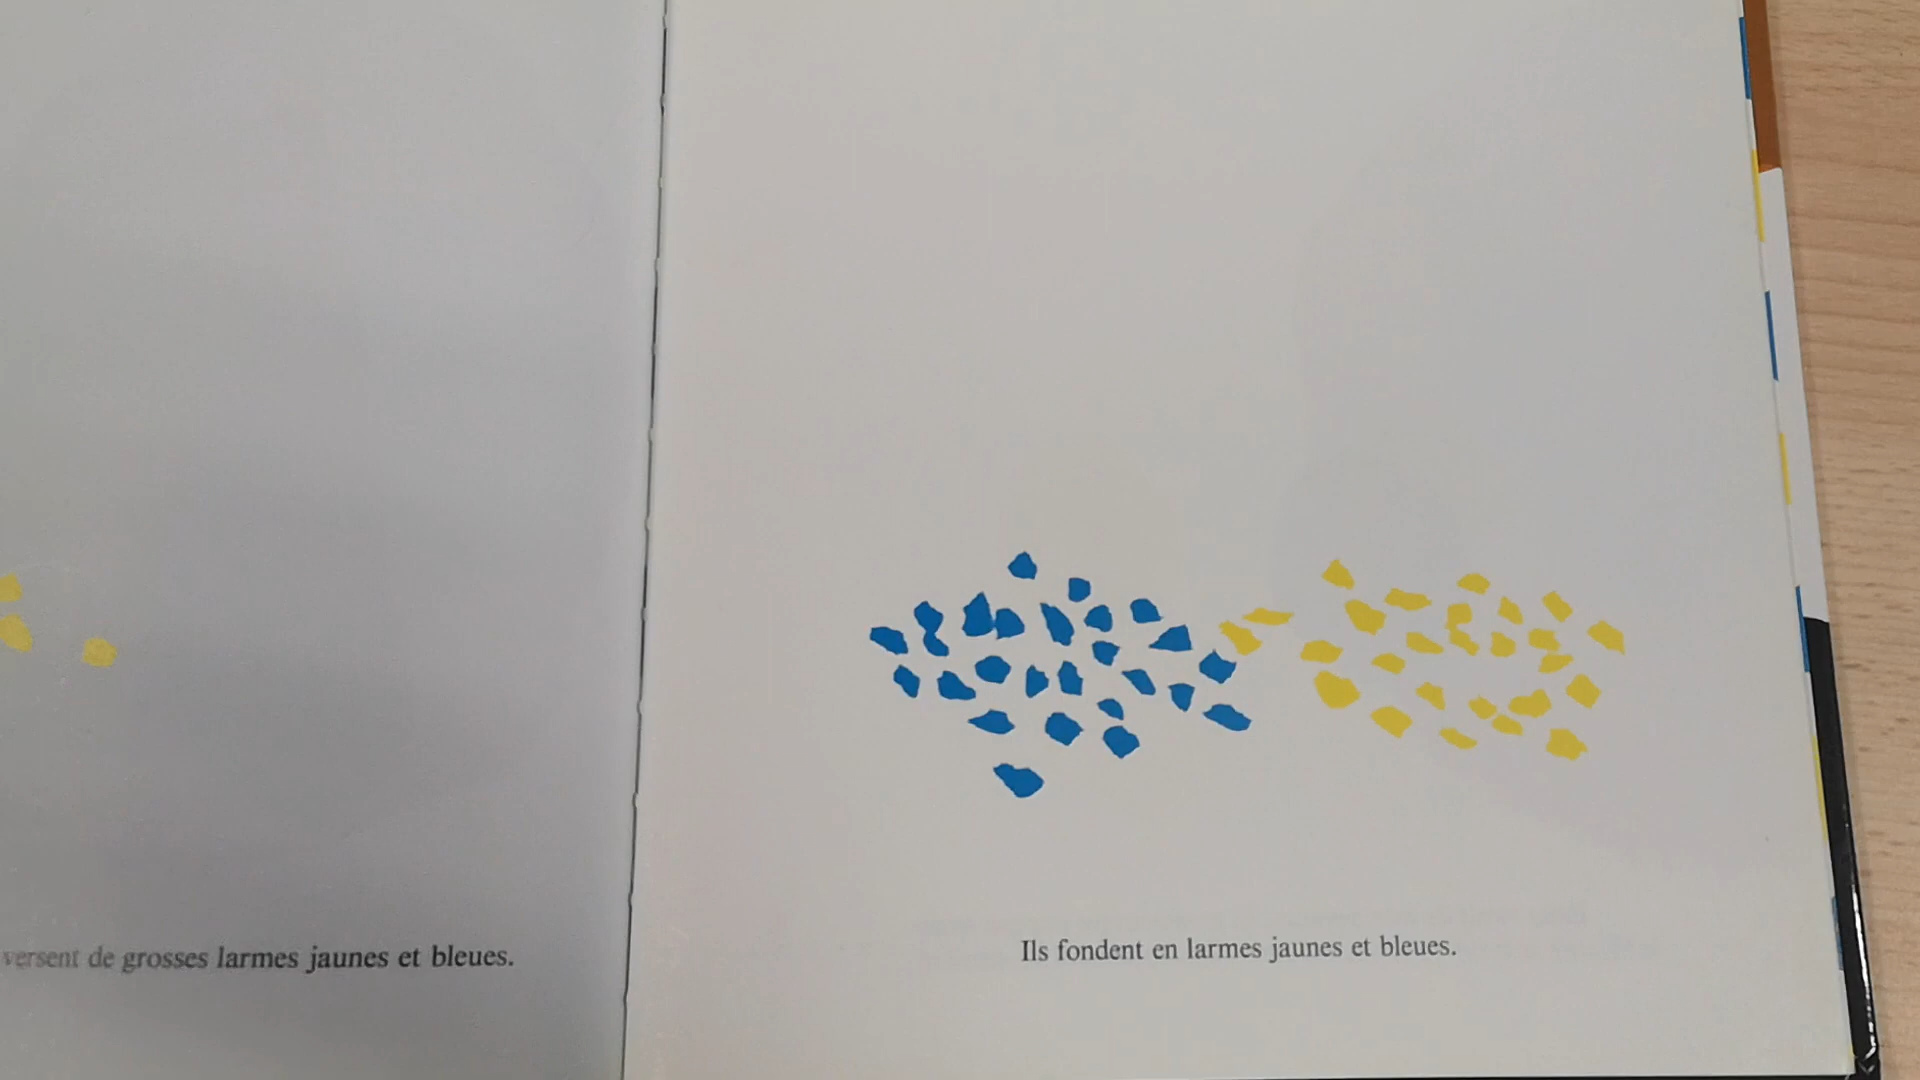 versent de grosses larmes jaunes et bleues.
Ils fondent en larmes jaunes et bleues.